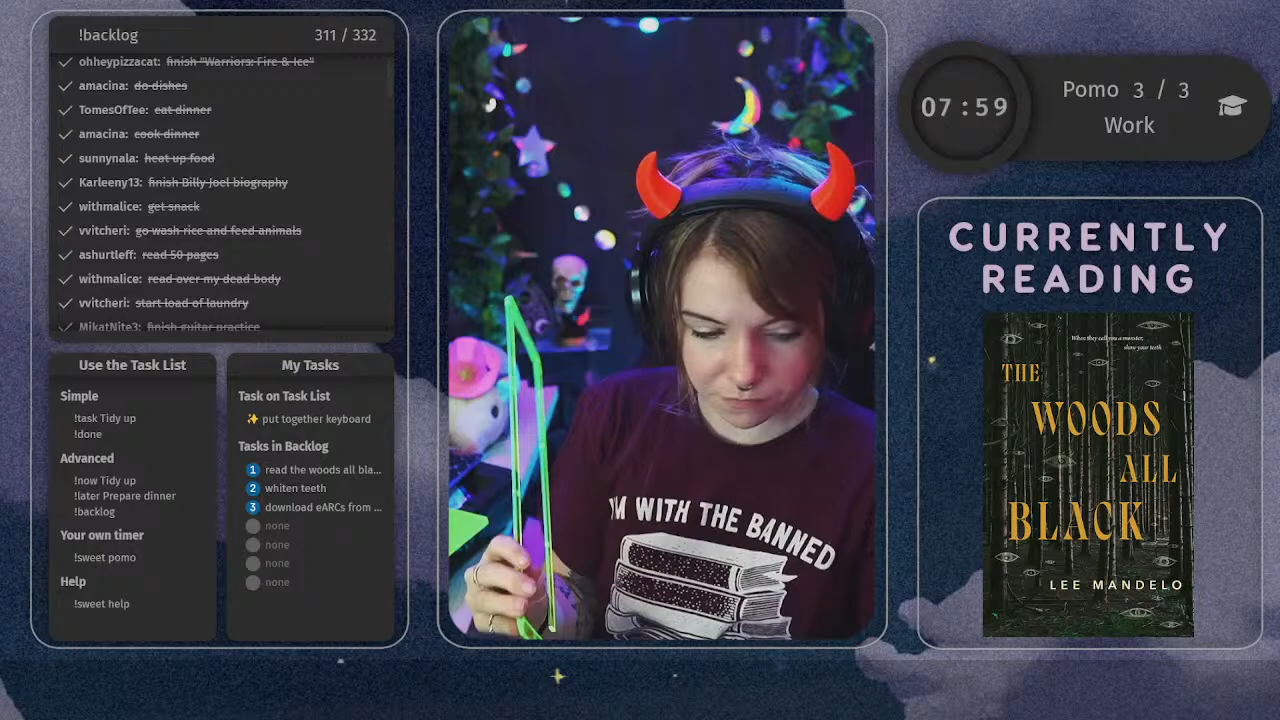 !backlog 311 / 332
ohheypizzacat: finish "Warriors: Fire & Ice"
amacina: do dishes
TomesOfTee: eat dinner
amacina: cook dinner
sunnynala: heat up food
Karleeny13: finish Billy Joel biography
withmalice: get snack
vvitcheri: go wash rice and feed animals
ashurtleff: read 50 pages
withmalice: read over my dead body
vvitcheri: start load of laundry
MikatNite3: finish guitar practice
Use the Task List
Simple
!task Tidy up
!done
Advanced
!now Tidy up
!later Prepare dinner
!backlog
Your own timer
!sweet pomo
Help
!sweet help
My Tasks
Task on Task List
✨ put together keyboard
Tasks in Backlog
1 read the woods all bla...
2 whiten teeth
3 download eARCs from ...
none
none
none
none
I'M WITH THE BANNED
07:59
Pomo 3 / 3
Work
CURRENTLY
READING
When they call you a monster,
show your teeth
THE
WOODS
ALL
BLACK
LEE MANDELO